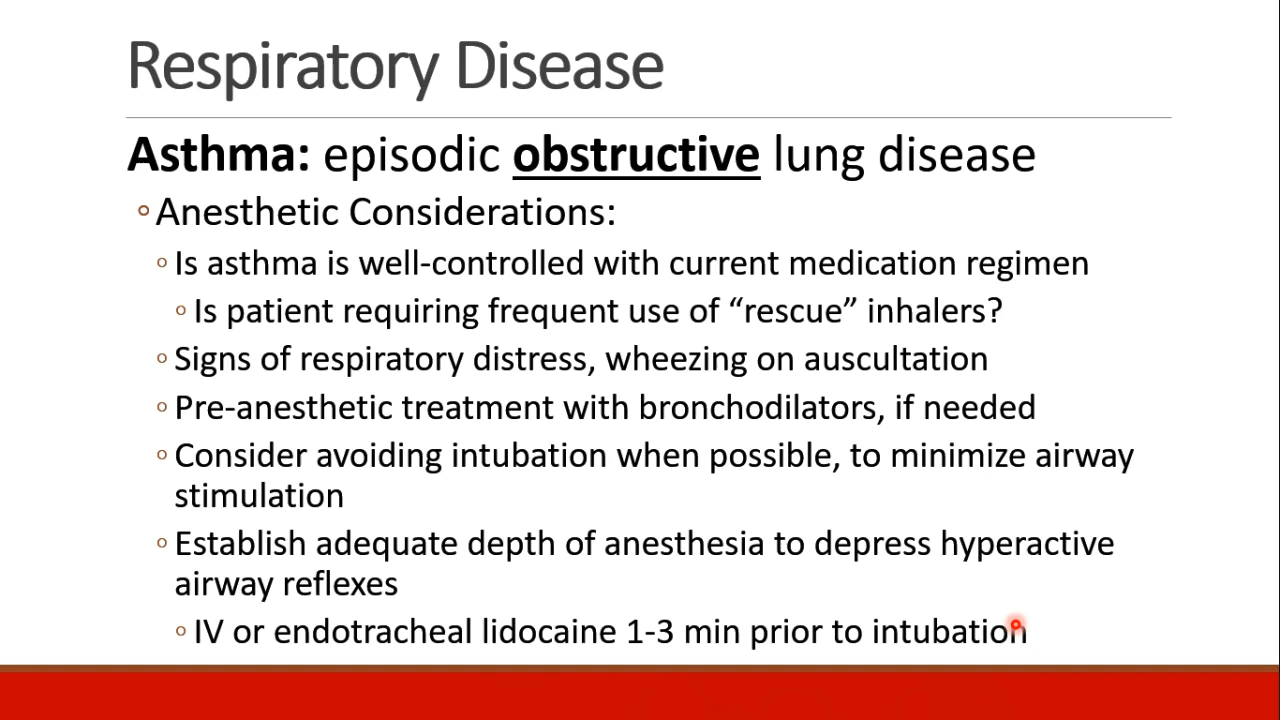 Respiratory Disease
Asthma: episodic obstructive lung disease
Anesthetic Considerations:
Is asthma is well-controlled with current medication regimen
Is patient requiring frequent use of “rescue” inhalers?
Signs of respiratory distress, wheezing on auscultation
Pre-anesthetic treatment with bronchodilators, if needed
Consider avoiding intubation when possible, to minimize airway
stimulation
Establish adequate depth of anesthesia to depress hyperactive
airway reflexes
IV or endotracheal lidocaine 1-3 min prior to intubation